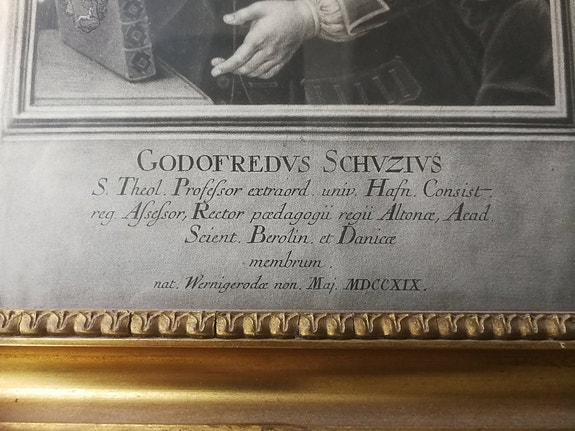 GODOFREDVS SCHVZIVS
S. Theol. Profeſsor extraord. univ. Hafn. Consist-
reg. Aſseſsor, Rector pædagogii regii Altonæ, Acad.
Scient. Berolin. et Danicæ
membrum.
nat. Wernigerodæ non. Maj. MDCCXIX.